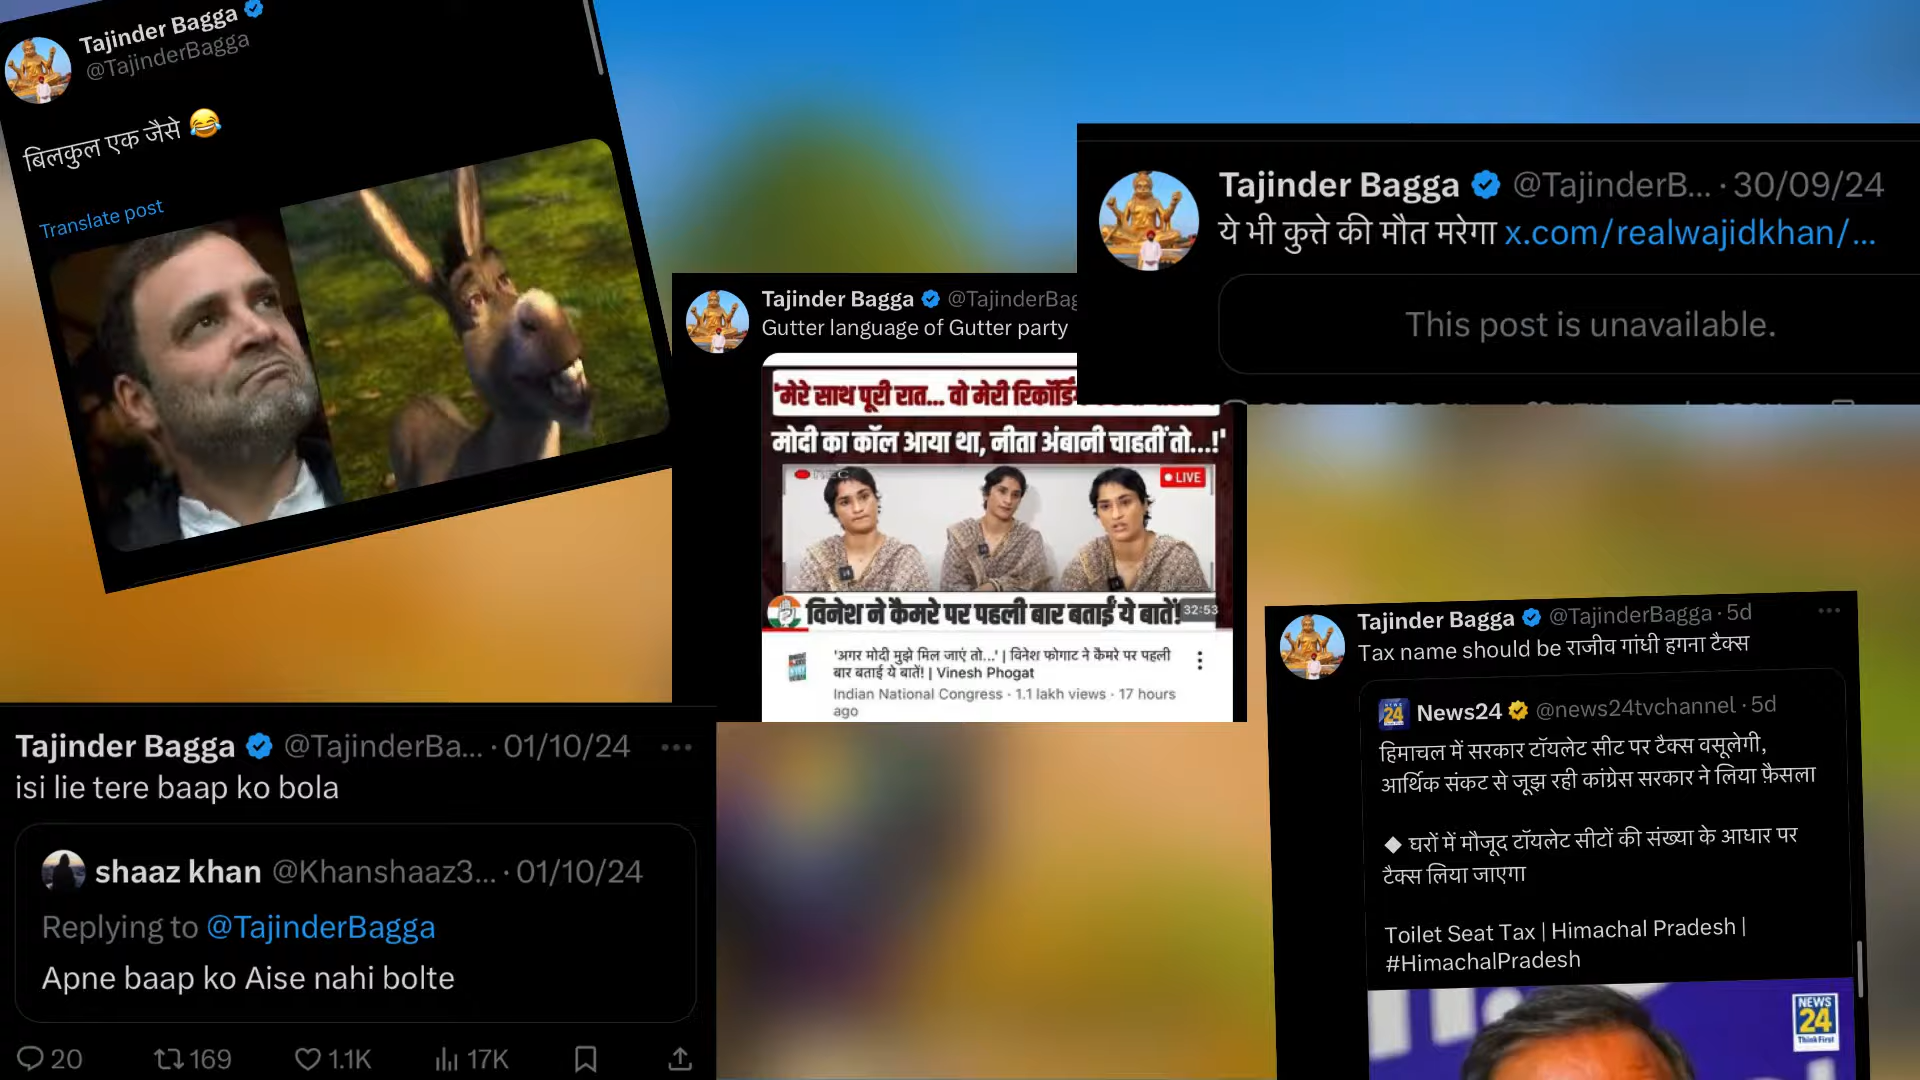 Tajinder Bagga
@TajinderBagga
बिलकुल एक जैसे 😂
Translate post
Tajinder Bagga @TajinderBag
Gutter language of Gutter party
'मेरे साथ पूरी रात... वो मेरी रिकॉर्डिंग
मोदी का कॉल आया था, नीता अंबानी चाहतीं तो...!'
LIVE
विनेश ने कैमरे पर पहली बार बताईं ये बातें!
32:53
'अगर मोदी मुझे मिल जाएं तो...' | विनेश फोगाट ने कैमरे पर पहली
बार बताई ये बातें! | Vinesh Phogat
Indian National Congress · 1.1 lakh views · 17 hours
ago
Tajinder Bagga @TajinderB... · 30/09/24
ये भी कुत्ते की मौत मरेगा x.com/realwajidkhan/...
This post is unavailable.
Tajinder Bagga @TajinderBa... · 01/10/24
isi lie tere baap ko bola
shaaz khan @Khanshaaz3... · 01/10/24
Replying to @TajinderBagga
Apne baap ko Aise nahi bolte
20 169 1.1K 17K
Tajinder Bagga @TajinderBagga · 5d
Tax name should be राजीव गांधी हगना टैक्स
NEWS 24
News24 @news24tvchannel · 5d
हिमाचल में सरकार टॉयलेट सीट पर टैक्स वसूलेगी,
आर्थिक संकट से जूझ रही कांग्रेस सरकार ने लिया फ़ैसला
◆ घरों में मौजूद टॉयलेट सीटों की संख्या के आधार पर
टैक्स लिया जाएगा
Toilet Seat Tax | Himachal Pradesh |
#HimachalPradesh
NEWS
24
Think First